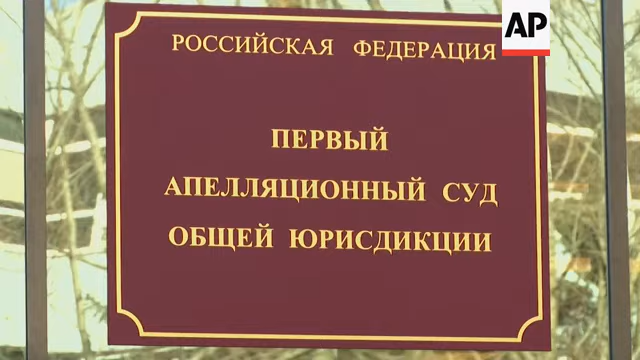 РОССИЙСКАЯ ФЕДЕРАЦИЯ
AP
ПЕРВЫЙ
АПЕЛЛЯЦИОННЫЙ СУД
ОБЩЕЙ ЮРИСДИКЦИИ